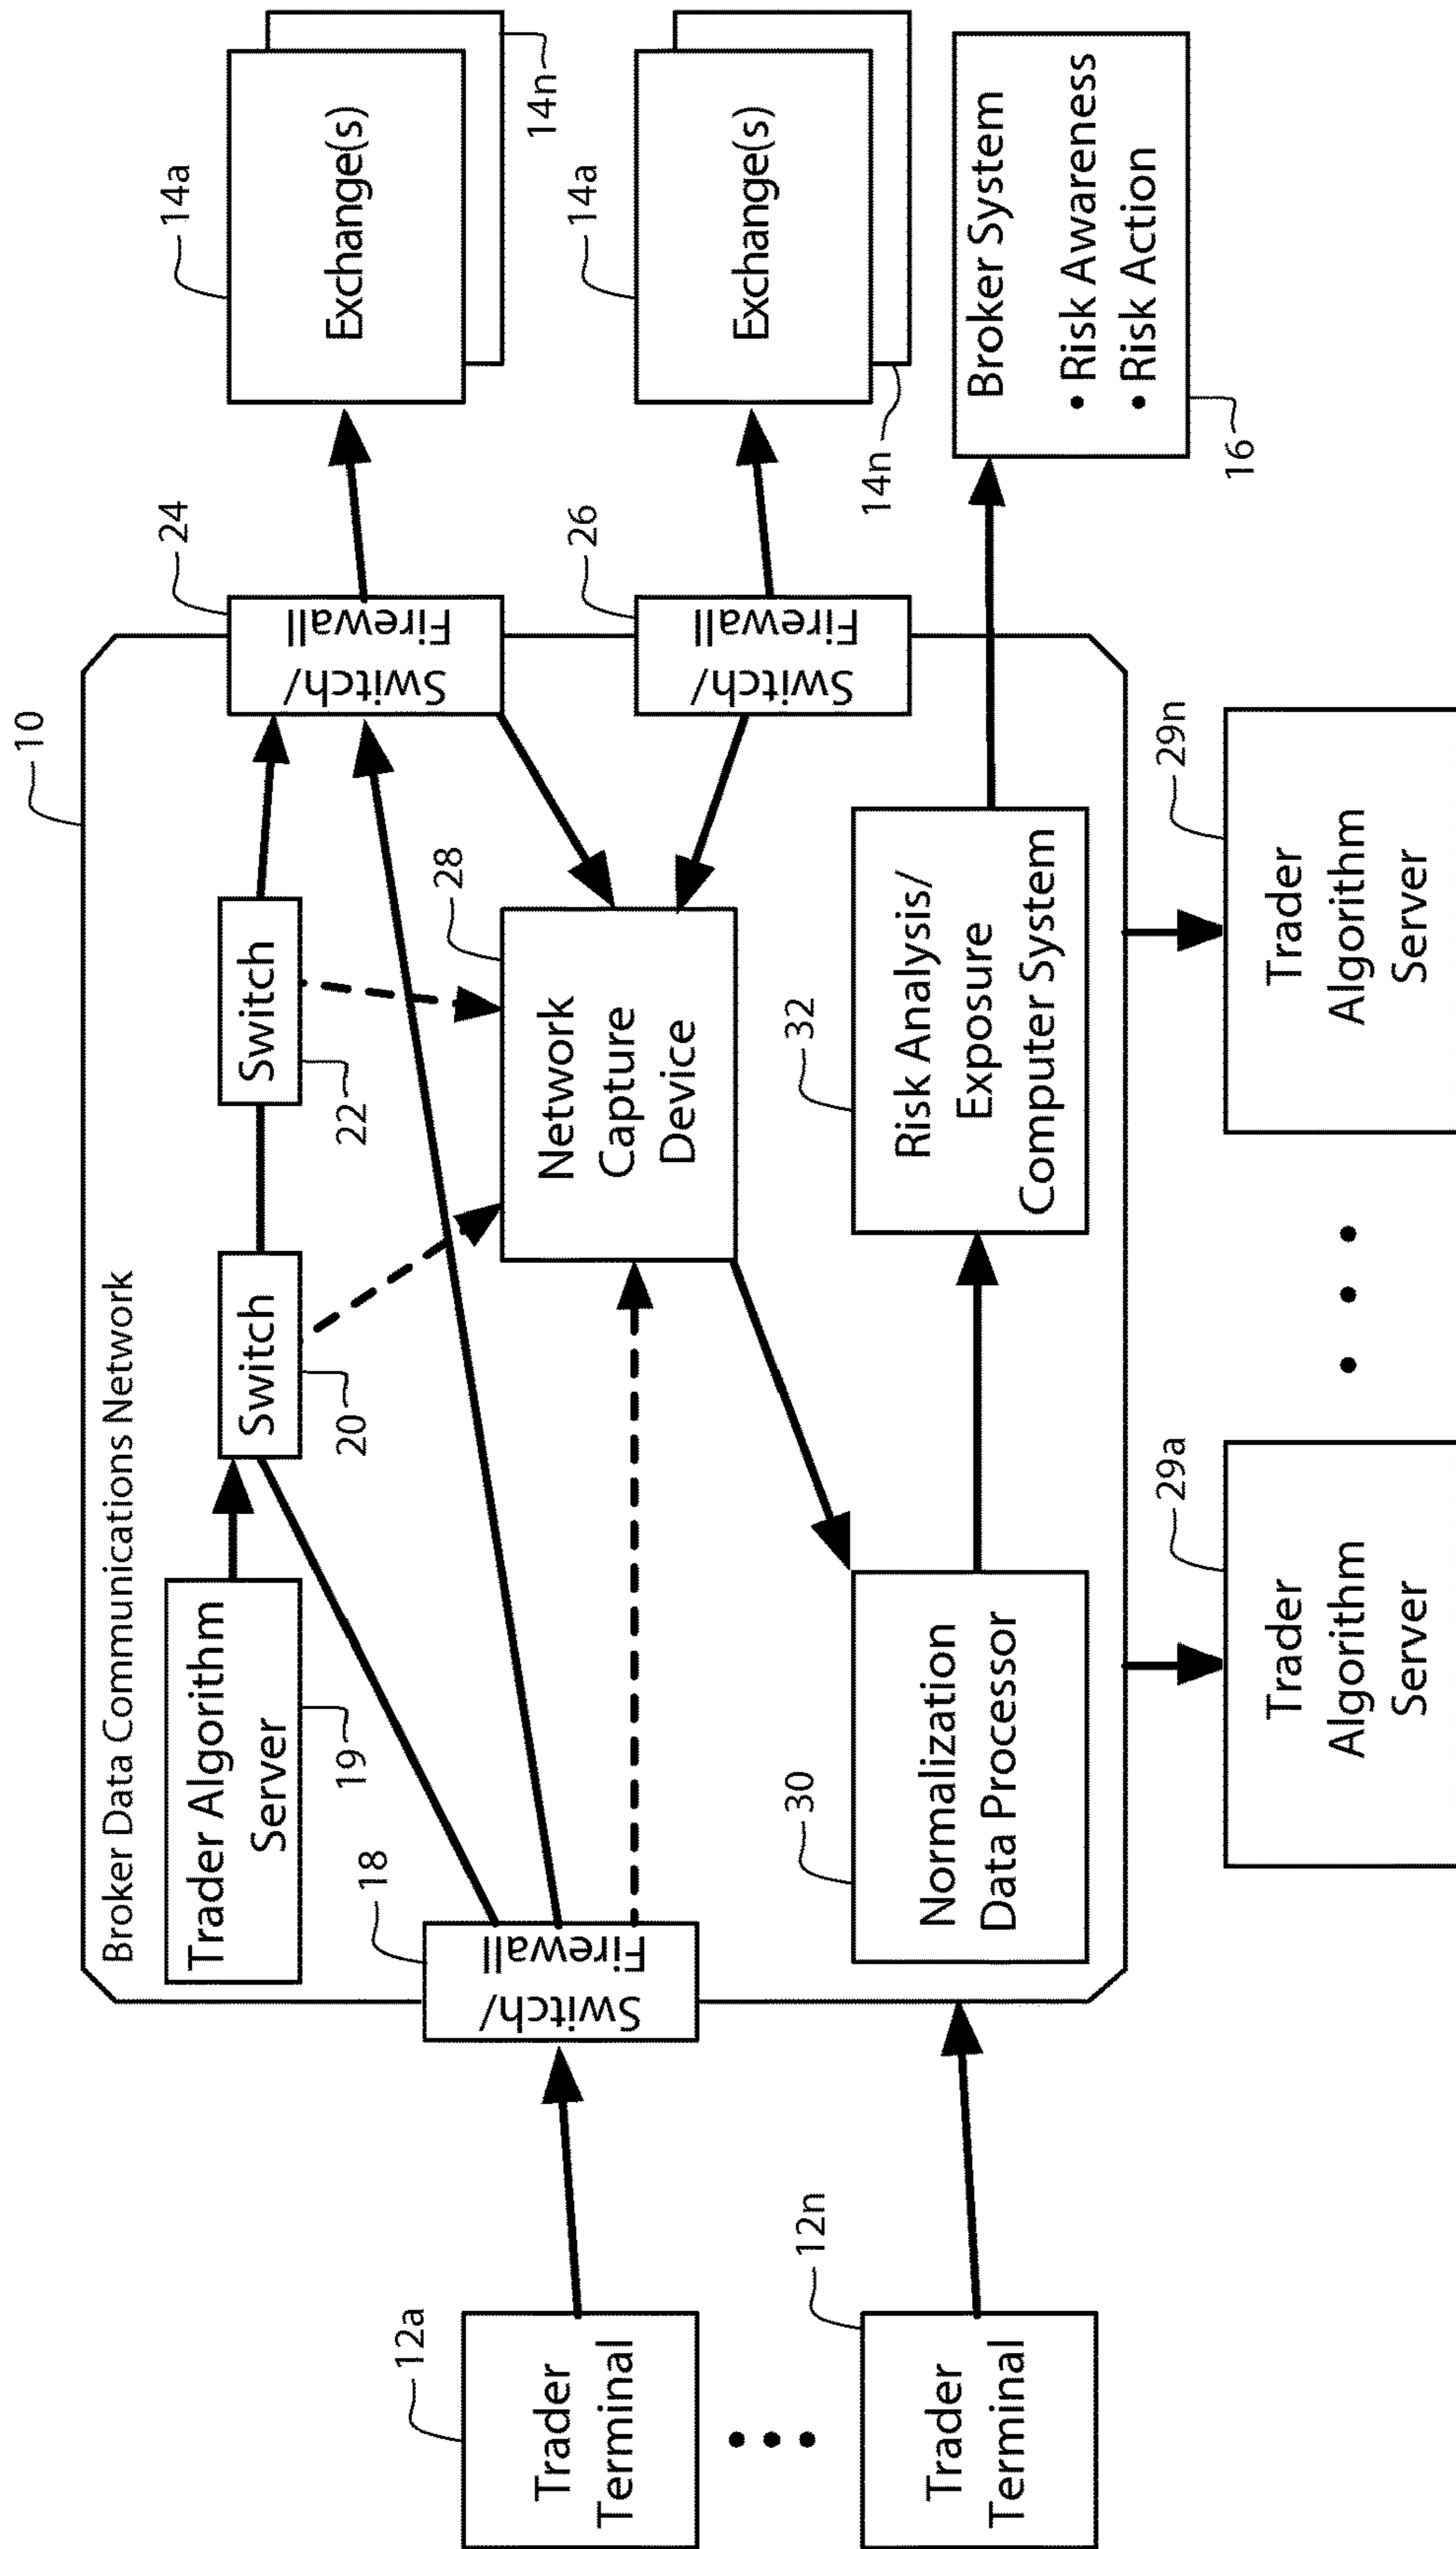 10
Broker Data Communications Network
12a
Trader
Terminal
12n
Trader
Terminal
18
Switch/
Firewall
Trader Algorithm
Server
19
Switch
20
Switch
22
24
Switch/
Firewall
26
Switch/
Firewall
28
Network
Capture
Device
30
Normalization
Data Processor
32
Risk Analysis/
Exposure
Computer System
14a
Exchange(s)
14n
14a
Exchange(s)
14n
Broker System
• Risk Awareness
• Risk Action
16
29a
Trader
Algorithm
Server
29n
Trader
Algorithm
Server